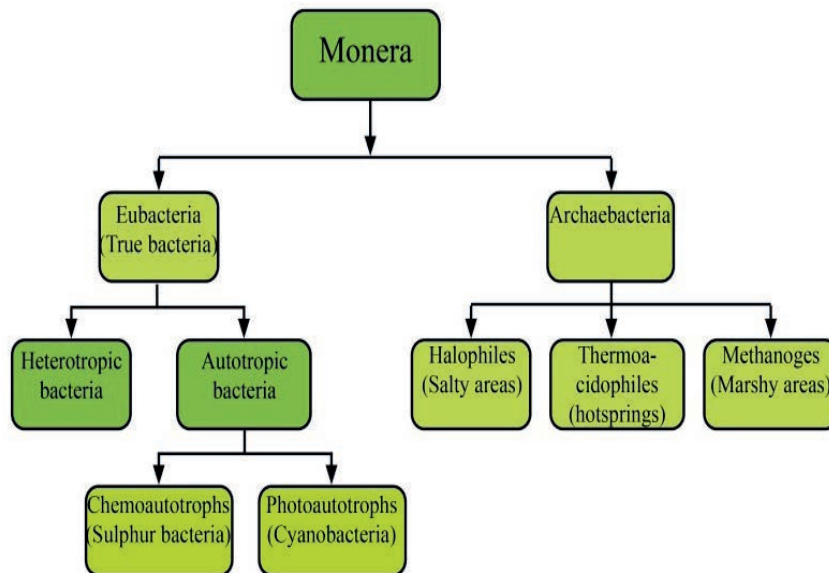 Monera
Eubacteria
(True bacteria)
Archaebacteria
Heterotropic
bacteria
Autotropic
bacteria
Halophiles
(Salty areas)
Thermoa-
cidophiles
(hotsprings)
Methanoges
(Marshy areas)
Chemoautotrophs
(Sulphur bacteria)
Photoautotrophs
(Cyanobacteria)